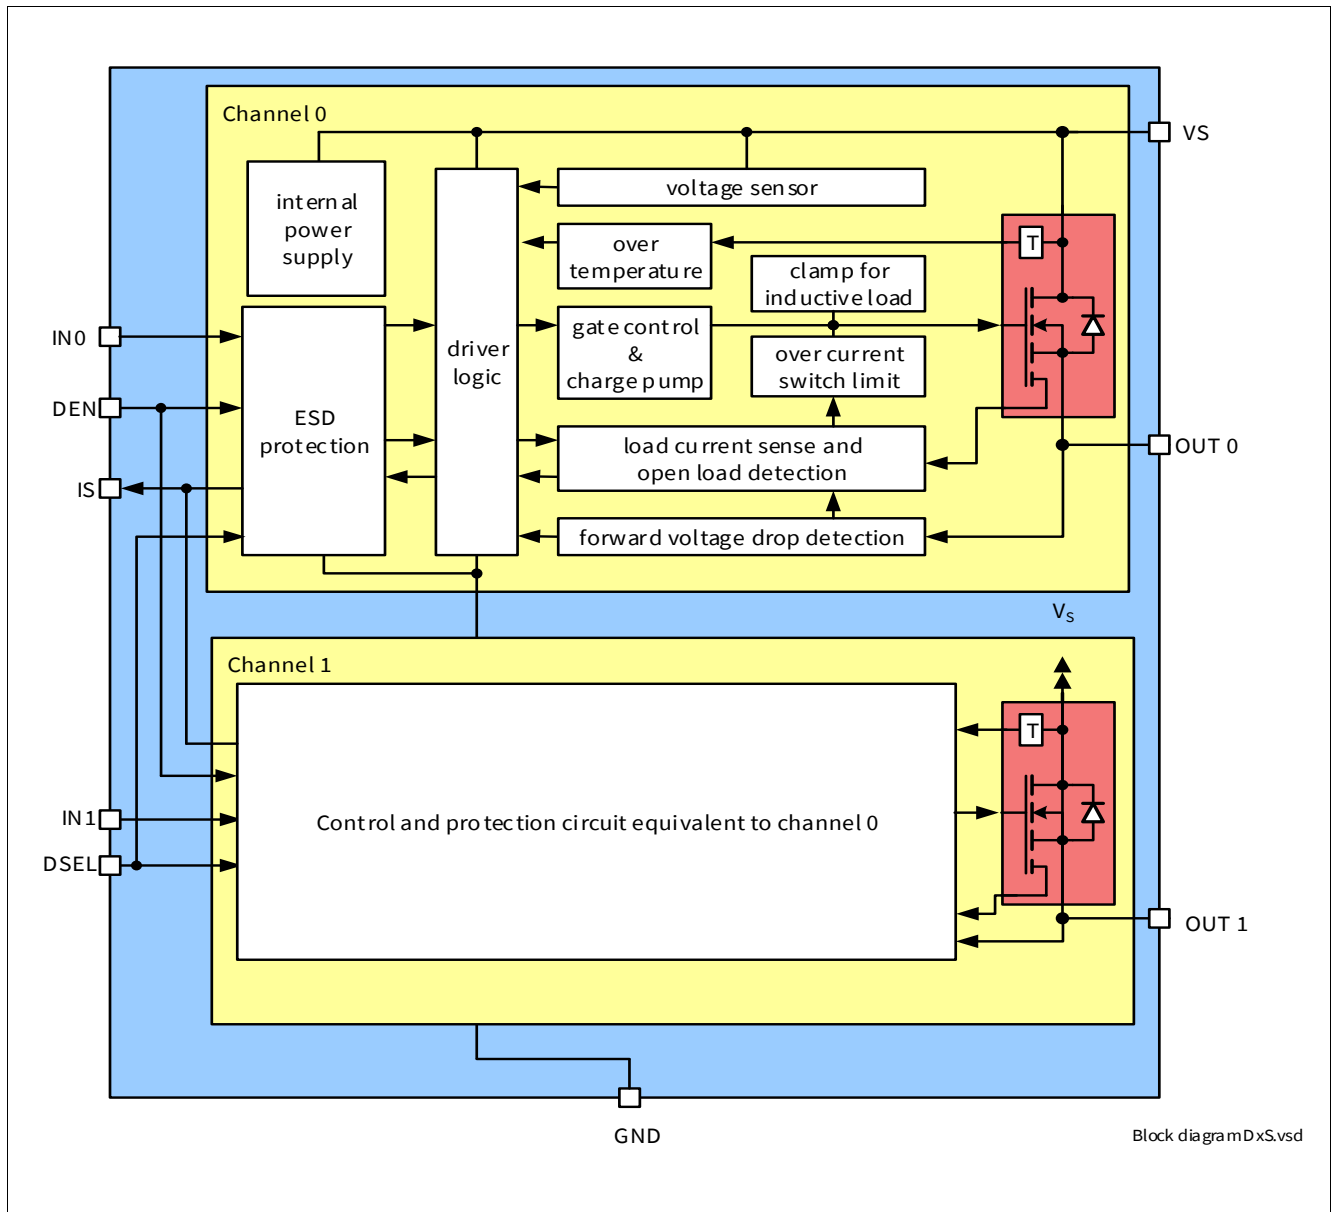 Channel 0
VS
internal
power
supply
voltage sensor
over
temperature
T
clamp for
inductive load
IN0
driver
logic
gate control
&
charge pump
over current
switch limit
DEN
ESD
protection
load current sense and
open load detection
OUT 0
IS
forward voltage drop detection
VS
Channel 1
T
IN1
Control and protection circuit equivalent to channel 0
DSEL
OUT 1
GND
Block diagramDxS.vsd